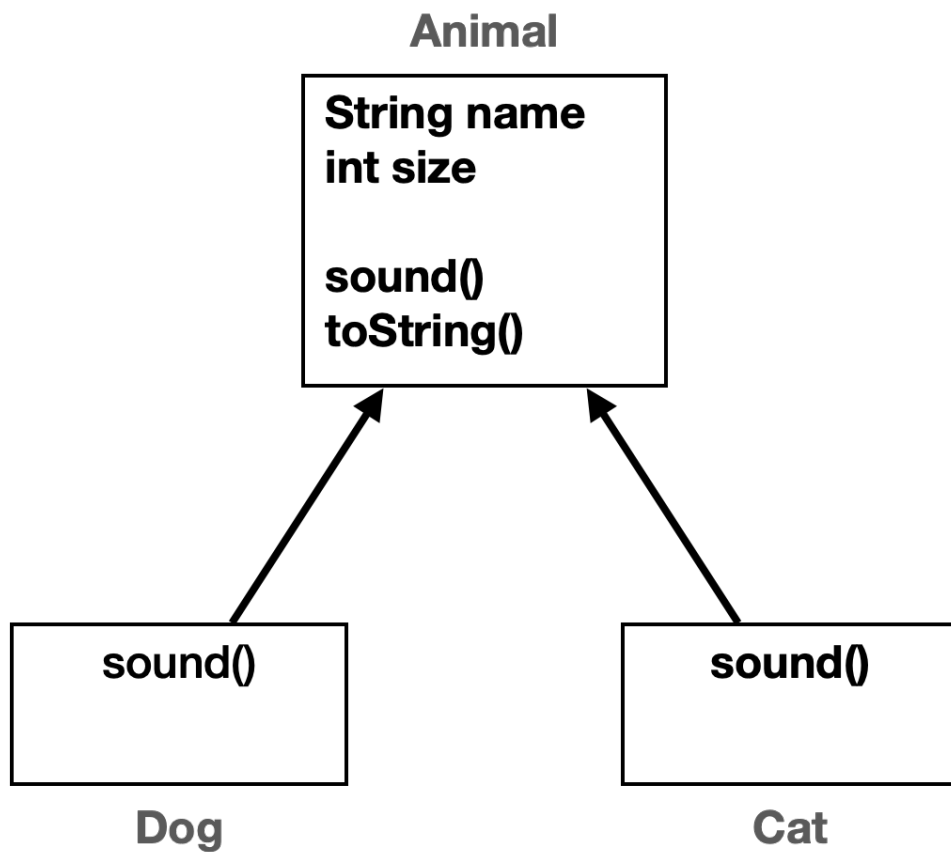 Animal
String name
int size
sound()
toString()
sound()
sound()
Dog
Cat